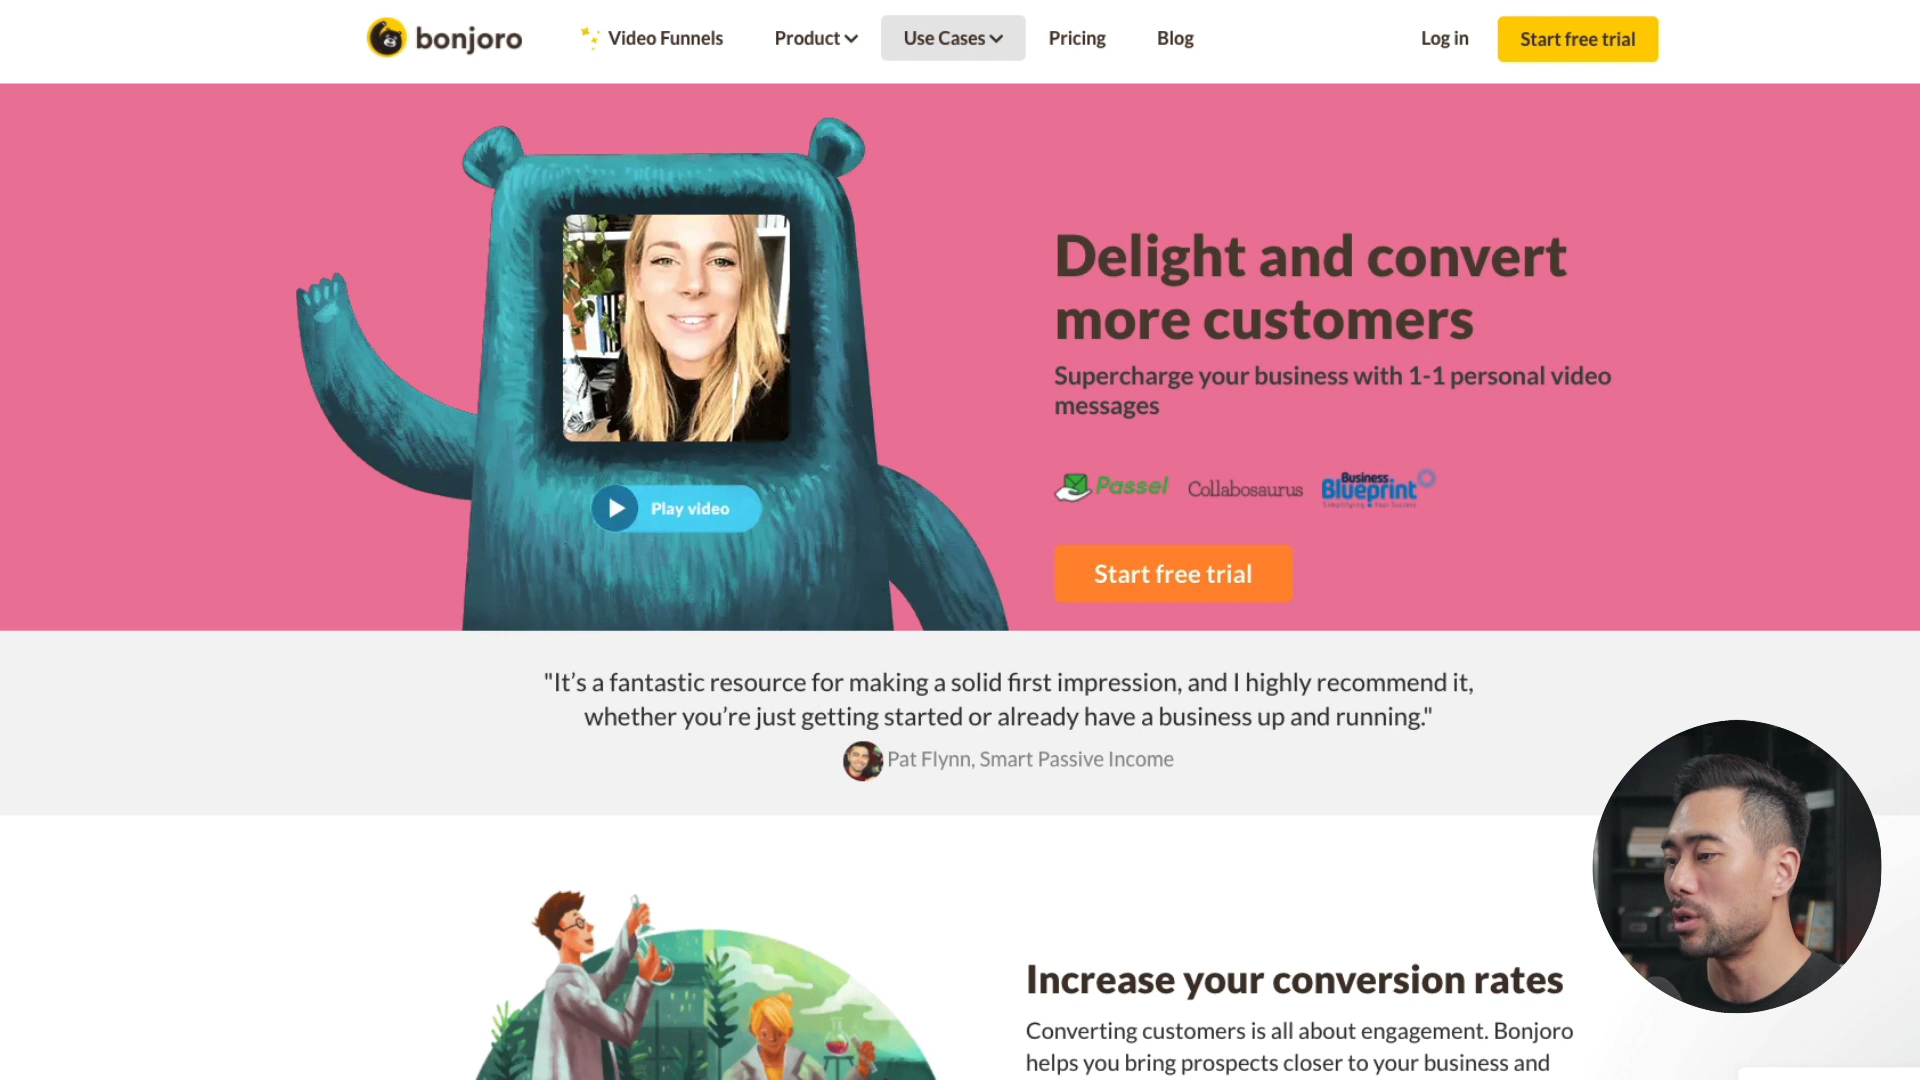 bonjoro
Video Funnels
Product
Use Cases
Pricing
Blog
Log in
Start free trial
Delight and convert
more customers
Supercharge your business with 1-1 personal video
messages
Passel
Collabosaurus
Business
Blueprint
Play video
Start free trial
"It’s a fantastic resource for making a solid first impression, and I highly recommend it,
whether you’re just getting started or already have a business up and running."
Pat Flynn, Smart Passive Income
Increase your conversion rates
Converting customers is all about engagement. Bonjoro
helps you bring prospects closer to your business and